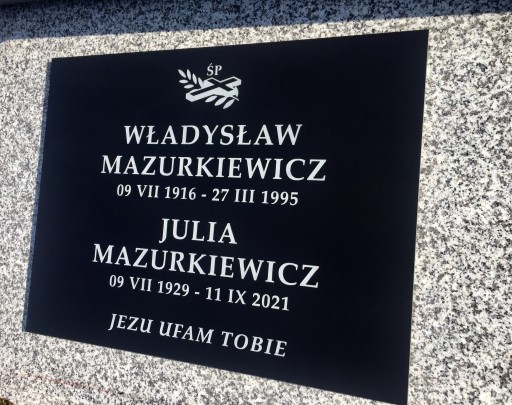 ŚP
WŁADYSŁAW
MAZURKIEWICZ
09 VII 1916 - 27 III 1995
JULIA
MAZURKIEWICZ
09 VII 1929 - 11 IX 2021
JEZU UFAM TOBIE